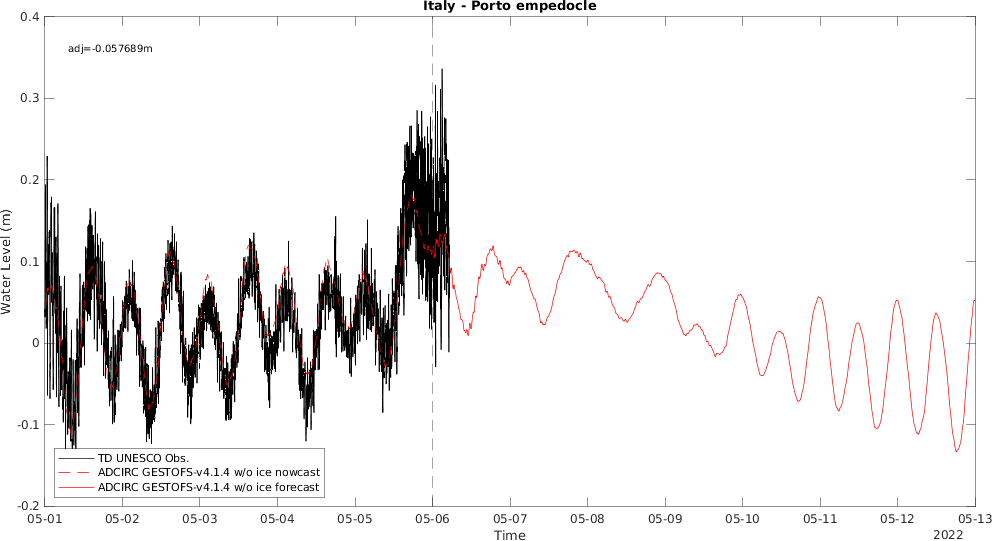 Italy - Porto empedocle
0.4
adj=-0.057689m
0.3
0.2
0.1
0
-0.1
-0.2
Water Level (m)
TD UNESCO Obs.
ADCIRC GESTOFS-v4.1.4 w/o ice nowcast
ADCIRC GESTOFS-v4.1.4 w/o ice forecast
05-01 05-02 05-03 05-04 05-05 05-06 05-07 05-08 05-09 05-10 05-11 05-12 05-13
Time
2022